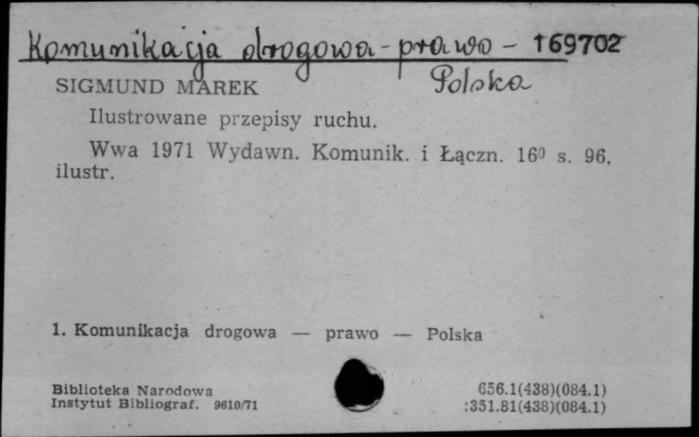 Komunikacja drogowa - prawo - 169702
Polska
SIGMUND MAREK
Ilustrowane przepisy ruchu.
Wwa 1971 Wydawn. Komunik. i Łączn. 16⁰ s. 96,
ilustr.
1. Komunikacja drogowa — prawo — Polska
Biblioteka Narodowa 656.1(438)(084.1)
Instytut Bibliograf. 9610/71 :351.81(438)(084.1)